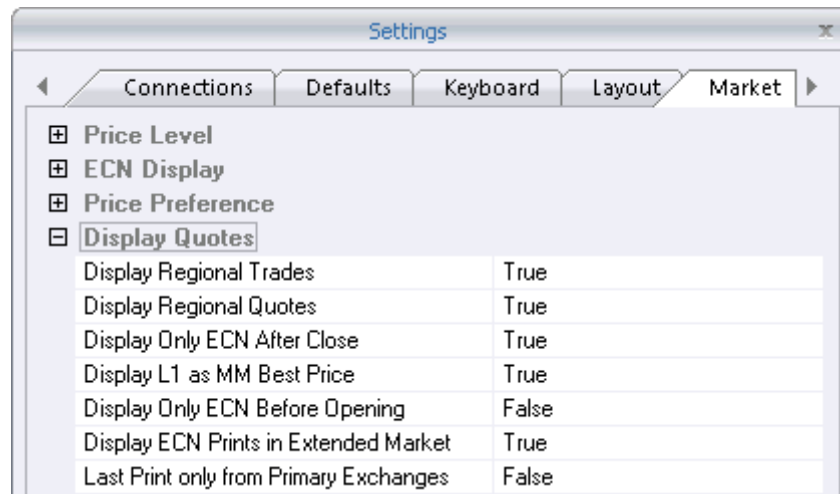 Settings
Connections Defaults Keyboard Layout Market
Price Level
ECN Display
Price Preference
Display Quotes
Display Regional Trades True
Display Regional Quotes True
Display Only ECN After Close True
Display L1 as MM Best Price True
Display Only ECN Before Opening False
Display ECN Prints in Extended Market True
Last Print only from Primary Exchanges False